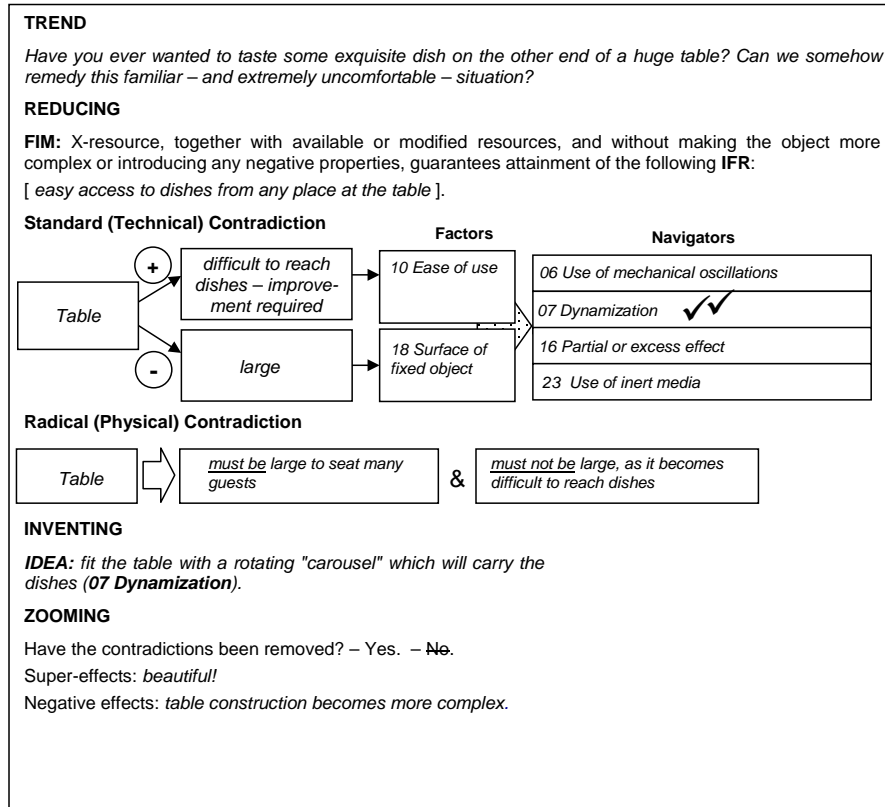 TREND
Have you ever wanted to taste some exquisite dish on the other end of a huge table? Can we somehow
remedy this familiar – and extremely uncomfortable – situation?
REDUCING
FIM: X-resource, together with available or modified resources, and without making the object more
complex or introducing any negative properties, guarantees attainment of the following IFR:
[ easy access to dishes from any place at the table ].
Standard (Technical) Contradiction
Factors
Navigators
Table
+
difficult to reach
dishes – improve-
ment required
10 Ease of use
-
large
18 Surface of
fixed object
06 Use of mechanical oscillations
07 Dynamization
16 Partial or excess effect
23 Use of inert media
Radical (Physical) Contradiction
Table
must be large to seat many
guests
&
must not be large, as it becomes
difficult to reach dishes
INVENTING
IDEA: fit the table with a rotating "carousel" which will carry the
dishes (07 Dynamization).
ZOOMING
Have the contradictions been removed? – Yes. – No.
Super-effects: beautiful!
Negative effects: table construction becomes more complex.